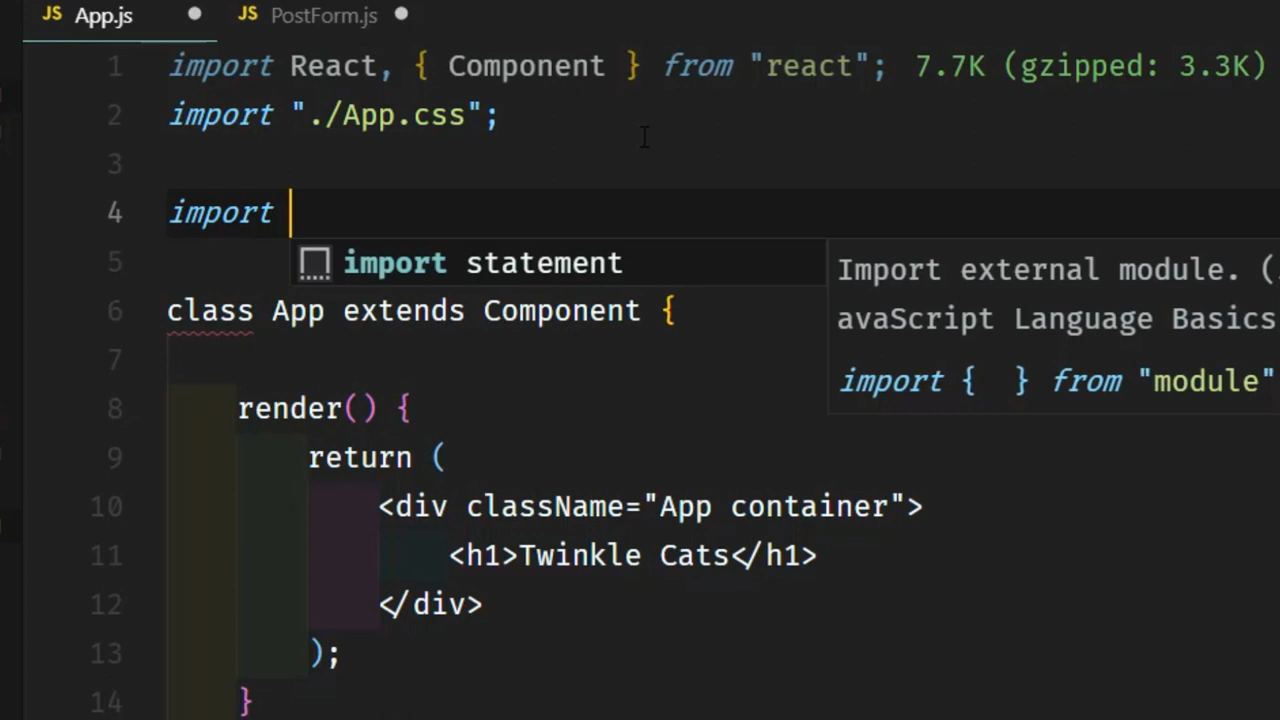 JS App.js JS PostForm.js
1 import React, { Component } from "react"; 7.7K (gzipped: 3.3K)
2 import "./App.css";
3
4 import
import statement
Import external module. (
avaScript Language Basics
import { } from "module"
5
6 class App extends Component {
7
8 render() {
9 return (
10 <div className="App container">
11 <h1>Twinkle Cats</h1>
12 </div>
13 );
14 }